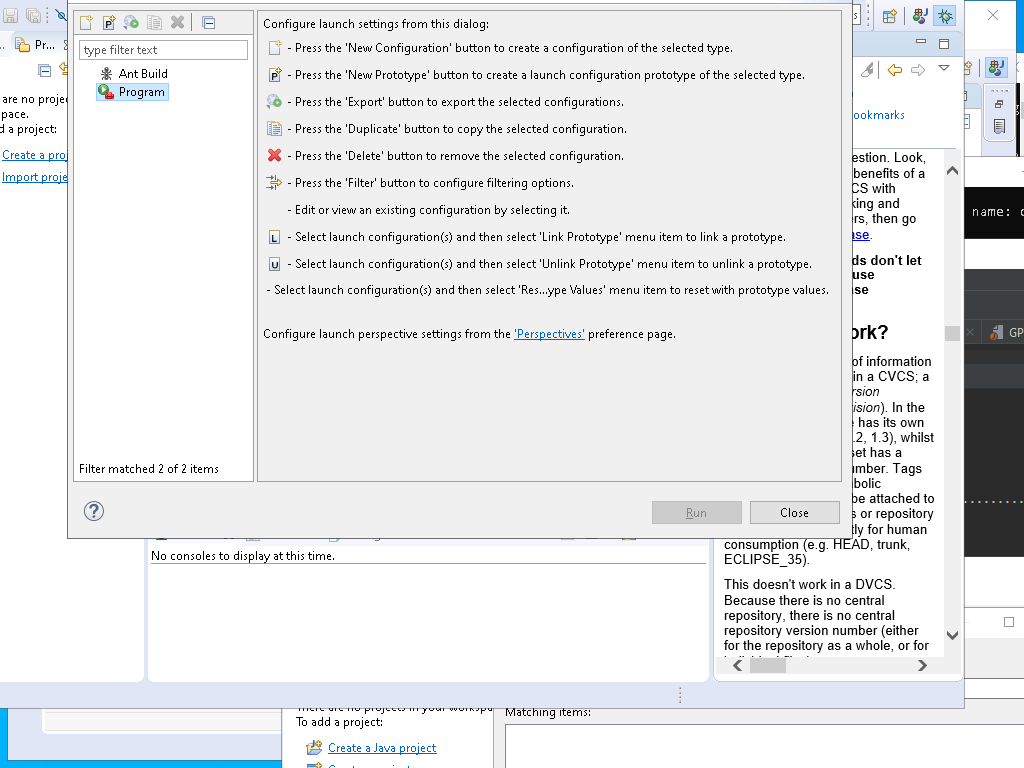 Pr...
are no projec
pace.
d a project:
Create a proj
Import proje
type filter text
Ant Build
Program
Filter matched 2 of 2 items
Configure launch settings from this dialog:
- Press the 'New Configuration' button to create a configuration of the selected type.
- Press the 'New Prototype' button to create a launch configuration prototype of the selected type.
- Press the 'Export' button to export the selected configurations.
- Press the 'Duplicate' button to copy the selected configuration.
- Press the 'Delete' button to remove the selected configuration.
- Press the 'Filter' button to configure filtering options.
- Edit or view an existing configuration by selecting it.
L - Select launch configuration(s) and then select 'Link Prototype' menu item to link a prototype.
U - Select launch configuration(s) and then select 'Unlink Prototype' menu item to unlink a prototype.
- Select launch configuration(s) and then select 'Res...ype Values' menu item to reset with prototype values.
Configure launch perspective settings from the 'Perspectives' preference page.
Run
Close
No consoles to display at this time.
ookmarks
estion. Look,
benefits of a
CS with
king and
ers, then go
ase.
ds don't let
use
ase
ork?
of information
in a CVCS; a
ersion
ision). In the
e has its own
.2, 1.3), whilst
set has a
umber. Tags
bolic
be attached to
s or repository
tly for human
consumption (e.g. HEAD, trunk,
ECLIPSE_35).
This doesn't work in a DVCS.
Because there is no central
repository, there is no central
repository version number (either
for the repository as a whole, or for
name:
GP
There are no projects in your workspa
To add a project:
Create a Java project
Matching items: